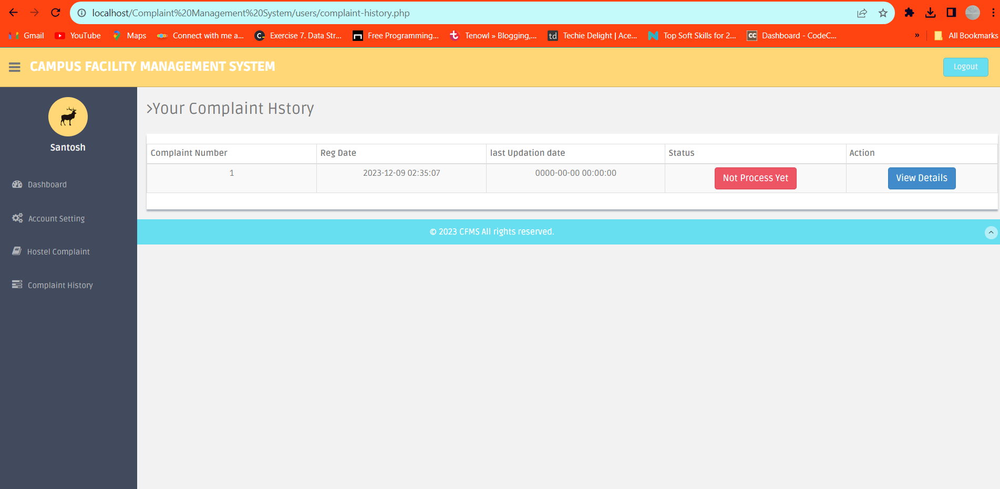 localhost/Complaint%20Management%20System/users/complaint-history.php
Gmail YouTube Maps Connect with me a... C- Exercise 7. Data Str... Free Programming... t Tenowl » Blogging,... td Techie Delight | Ace... Top Soft Skills for 2... CC Dashboard - CodeC... » All Bookmarks
CAMPUS FACILITY MANAGEMENT SYSTEM Logout
Santosh
Dashboard
Account Setting
Hostel Complaint
Complaint History
Your Complaint Hstory
Complaint Number Reg Date last Updation date Status Action
1 2023-12-09 02:35:07 0000-00-00 00:00:00 Not Process Yet View Details
© 2023 CFMS All rights reserved.